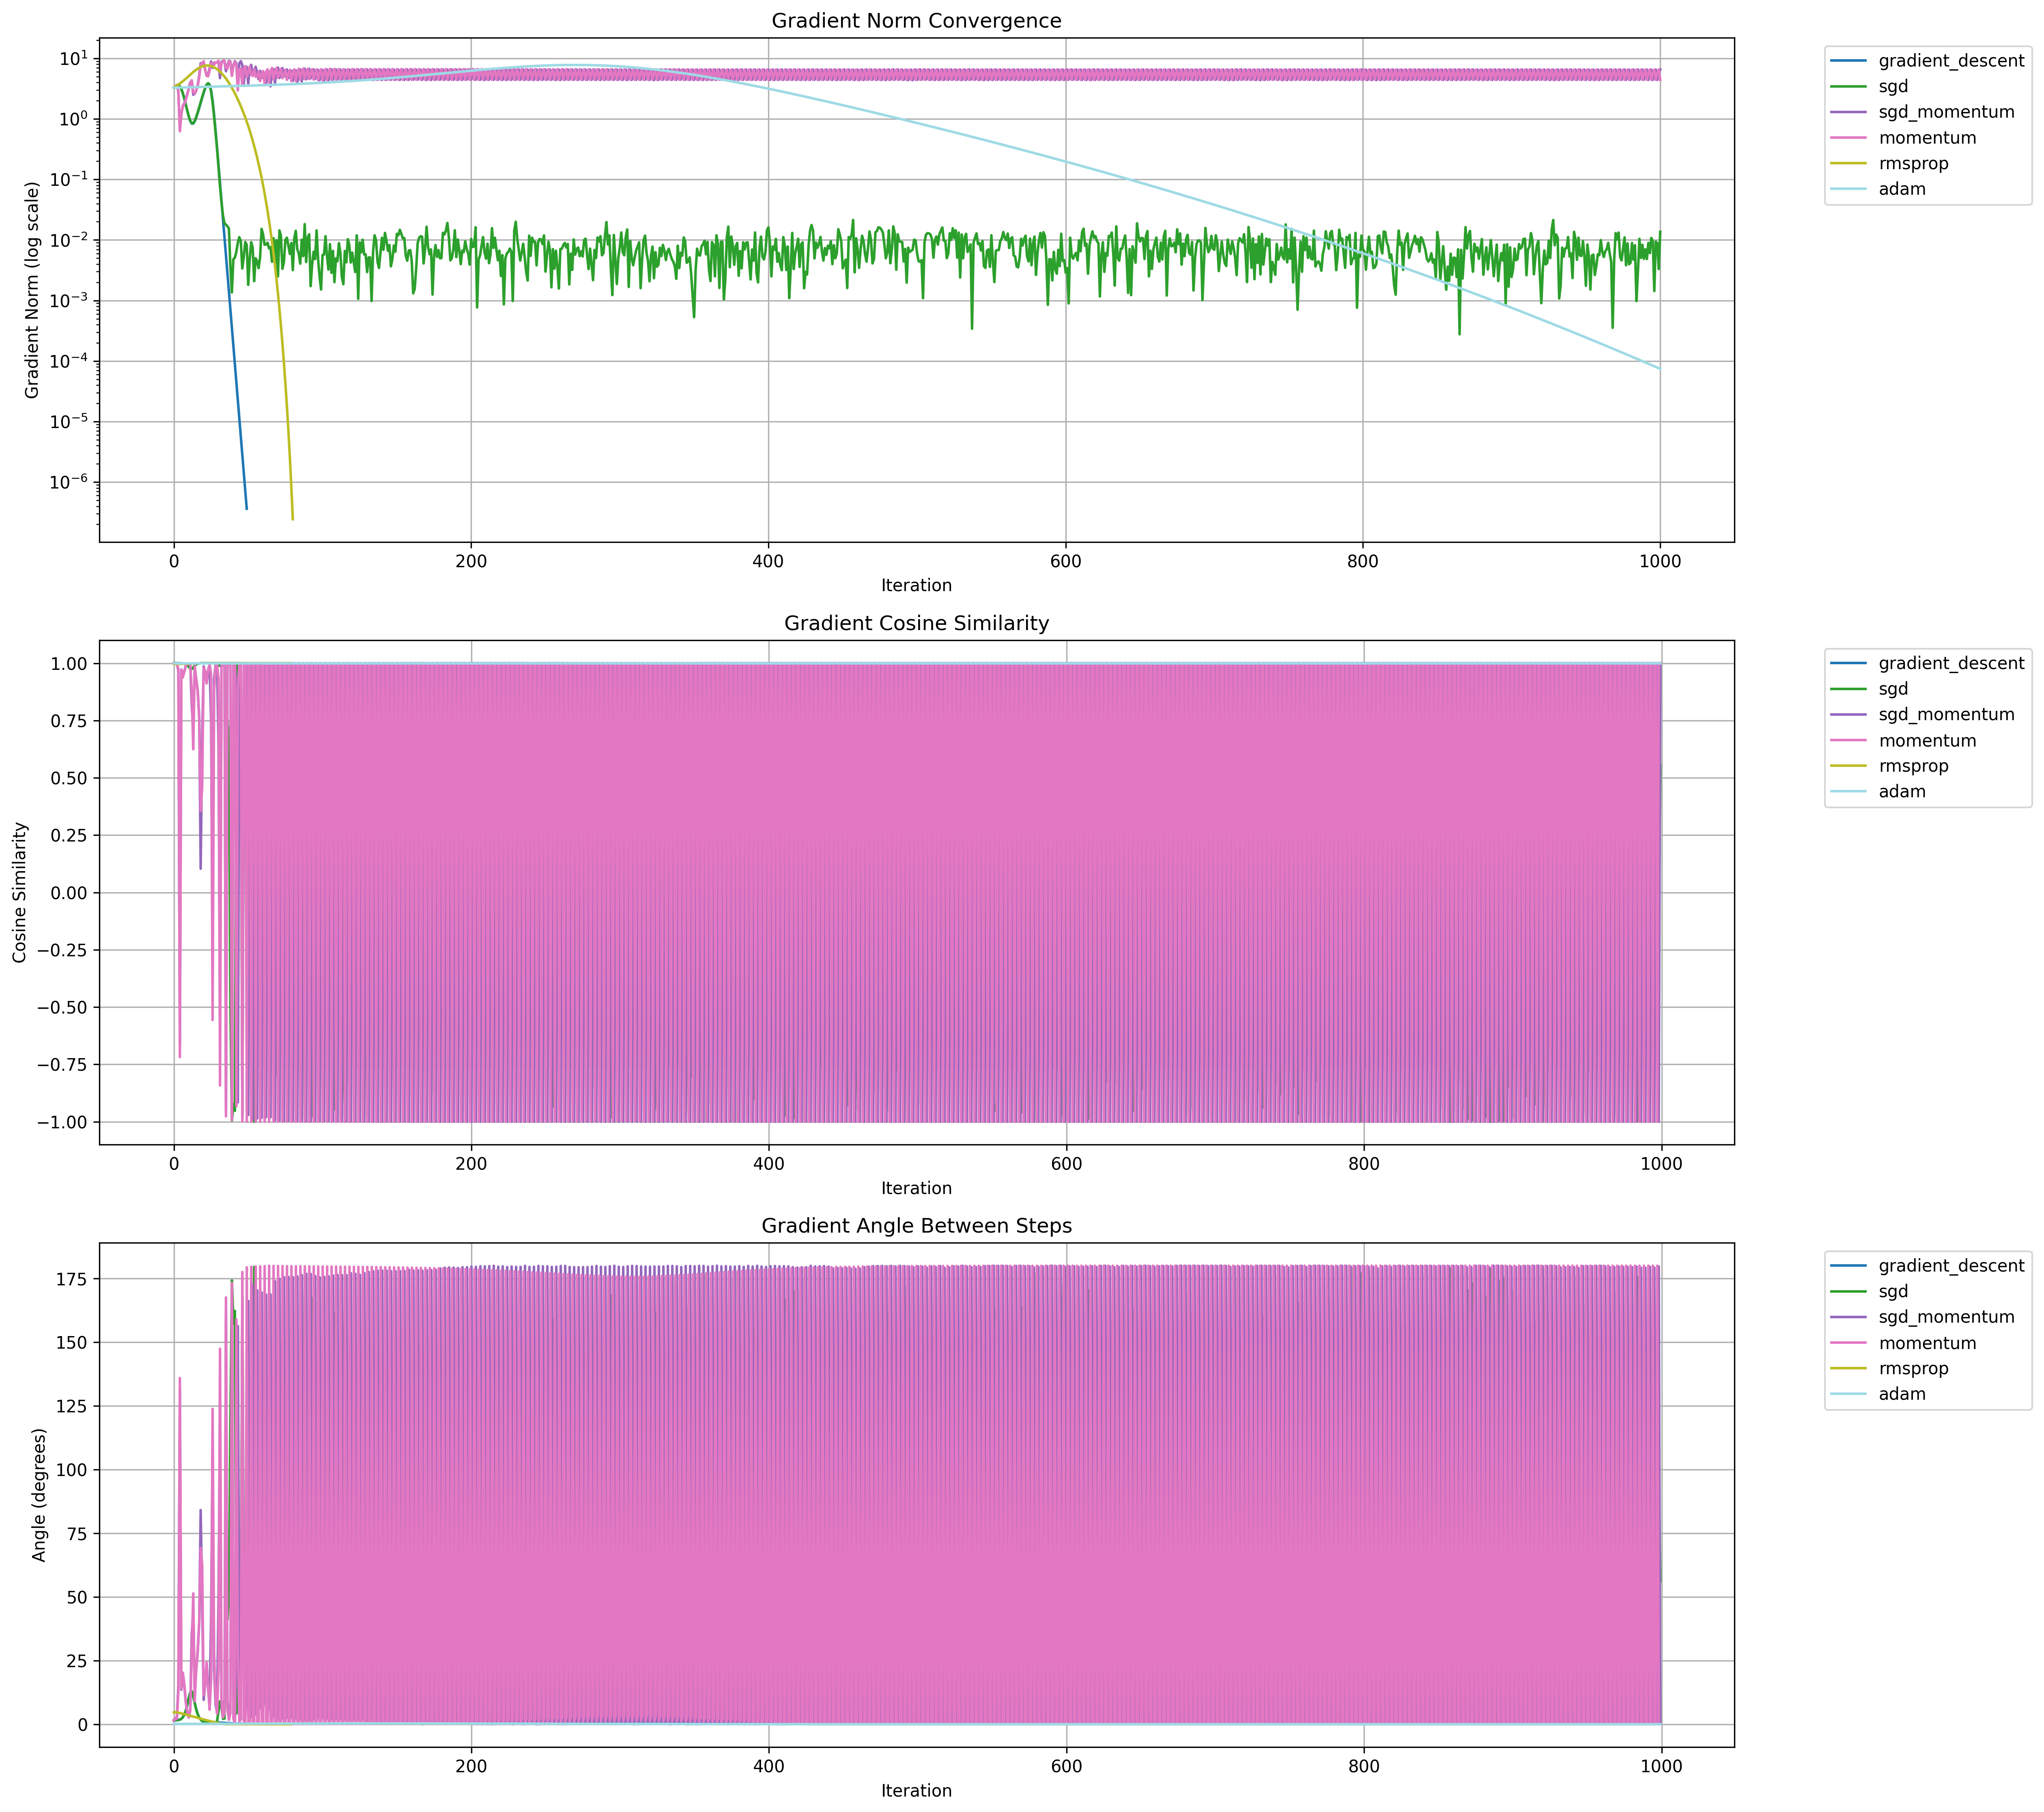 Gradient Norm Convergence
Gradient Norm (log scale)
10¹
10⁰
10⁻¹
10⁻²
10⁻³
10⁻⁴
10⁻⁵
10⁻⁶
0 200 400 600 800 1000
Iteration
gradient_descent
sgd
sgd_momentum
momentum
rmsprop
adam
Gradient Cosine Similarity
Cosine Similarity
1.00
0.75
0.50
0.25
0.00
−0.25
−0.50
−0.75
−1.00
0 200 400 600 800 1000
Iteration
gradient_descent
sgd
sgd_momentum
momentum
rmsprop
adam
Gradient Angle Between Steps
Angle (degrees)
175
150
125
100
75
50
25
0
0 200 400 600 800 1000
Iteration
gradient_descent
sgd
sgd_momentum
momentum
rmsprop
adam